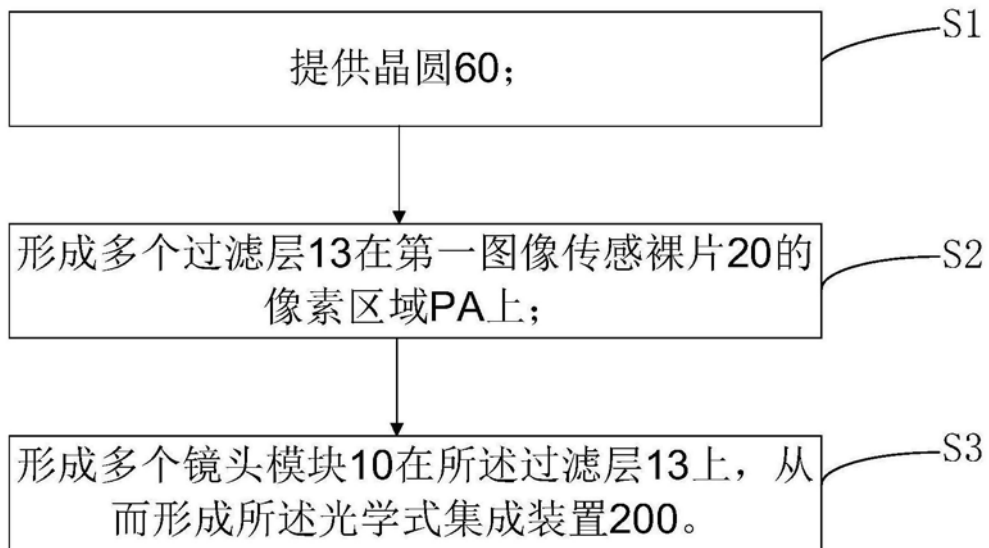 提供晶圆60；
S1
形成多个过滤层13在第一图像传感裸片20的
像素区域PA上；
S2
形成多个镜头模块10在所述过滤层13上，从
而形成所述光学式集成装置200。
S3